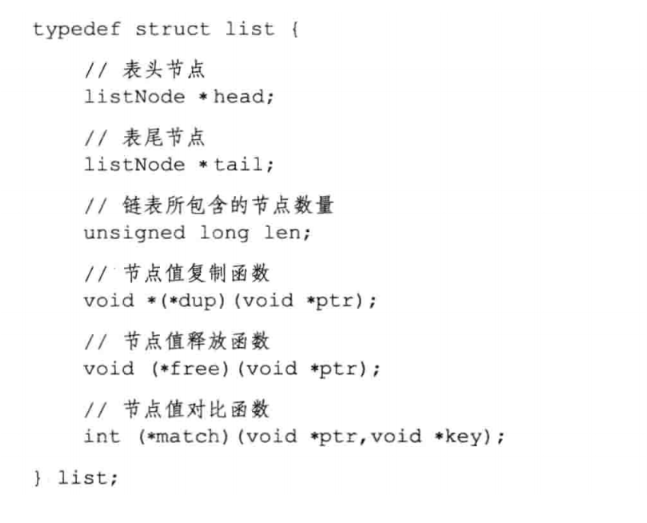 typedef struct list {
// 表头节点
listNode *head;
// 表尾节点
listNode *tail;
// 链表所包含的节点数量
unsigned long len;
// 节点值复制函数
void *(*dup)(void *ptr);
// 节点值释放函数
void (*free)(void *ptr);
// 节点值对比函数
int (*match)(void *ptr,void *key);
} list;